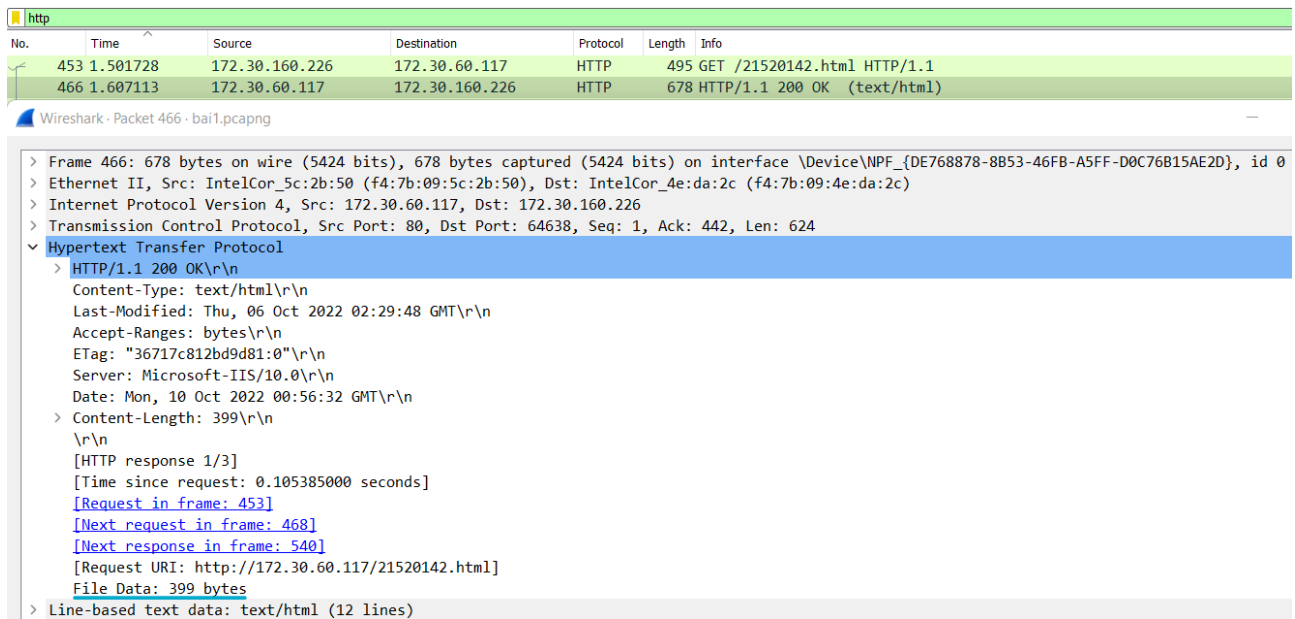 http
No. Time Source Destination Protocol Length Info
453 1.501728 172.30.160.226 172.30.60.117 HTTP 495 GET /21520142.html HTTP/1.1
466 1.607113 172.30.60.117 172.30.160.226 HTTP 678 HTTP/1.1 200 OK (text/html)
Wireshark · Packet 466 · bai1.pcapng
> Frame 466: 678 bytes on wire (5424 bits), 678 bytes captured (5424 bits) on interface \Device\NPF_{DE768878-8B53-46FB-A5FF-D0C76B15AE2D}, id 0
> Ethernet II, Src: IntelCor_5c:2b:50 (f4:7b:09:5c:2b:50), Dst: IntelCor_4e:da:2c (f4:7b:09:4e:da:2c)
> Internet Protocol Version 4, Src: 172.30.60.117, Dst: 172.30.160.226
> Transmission Control Protocol, Src Port: 80, Dst Port: 64638, Seq: 1, Ack: 442, Len: 624
Hypertext Transfer Protocol
> HTTP/1.1 200 OK\r\n
Content-Type: text/html\r\n
Last-Modified: Thu, 06 Oct 2022 02:29:48 GMT\r\n
Accept-Ranges: bytes\r\n
ETag: "36717c812bd9d81:0"\r\n
Server: Microsoft-IIS/10.0\r\n
Date: Mon, 10 Oct 2022 00:56:32 GMT\r\n
> Content-Length: 399\r\n
\r\n
[HTTP response 1/3]
[Time since request: 0.105385000 seconds]
[Request in frame: 453]
[Next request in frame: 468]
[Next response in frame: 540]
[Request URI: http://172.30.60.117/21520142.html]
File Data: 399 bytes
> Line-based text data: text/html (12 lines)